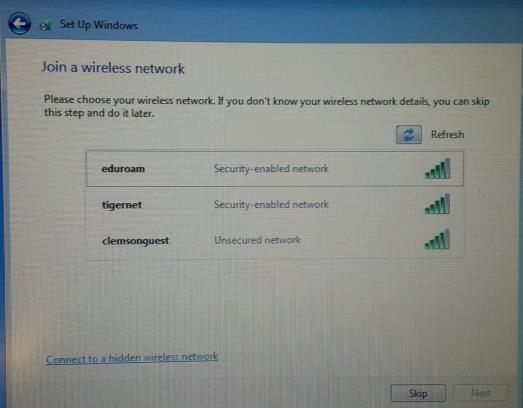 Set Up Windows
Join a wireless network
Please choose your wireless network. If you don't know your wireless network details, you can skip
this step and do it later.
Refresh
eduroam Security-enabled network
tigernet Security-enabled network
clemsonguest Unsecured network
Connect to a hidden wireless network
Skip Next